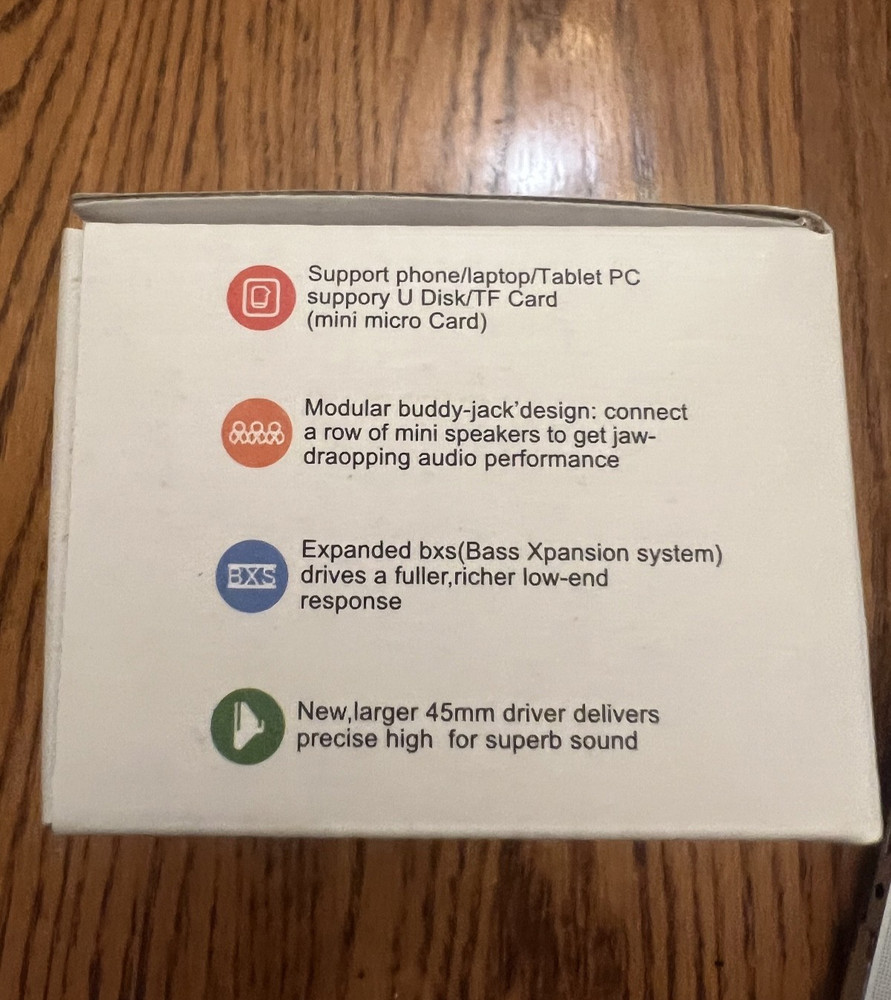 Support phone/laptop/Tablet PC
suppory U Disk/TF Card
(mini micro Card)
Modular buddy-jack’design: connect
a row of mini speakers to get jaw-
draopping audio performance
BXS
Expanded bxs(Bass Xpansion system)
drives a fuller,richer low-end
response
New,larger 45mm driver delivers
precise high  for superb sound